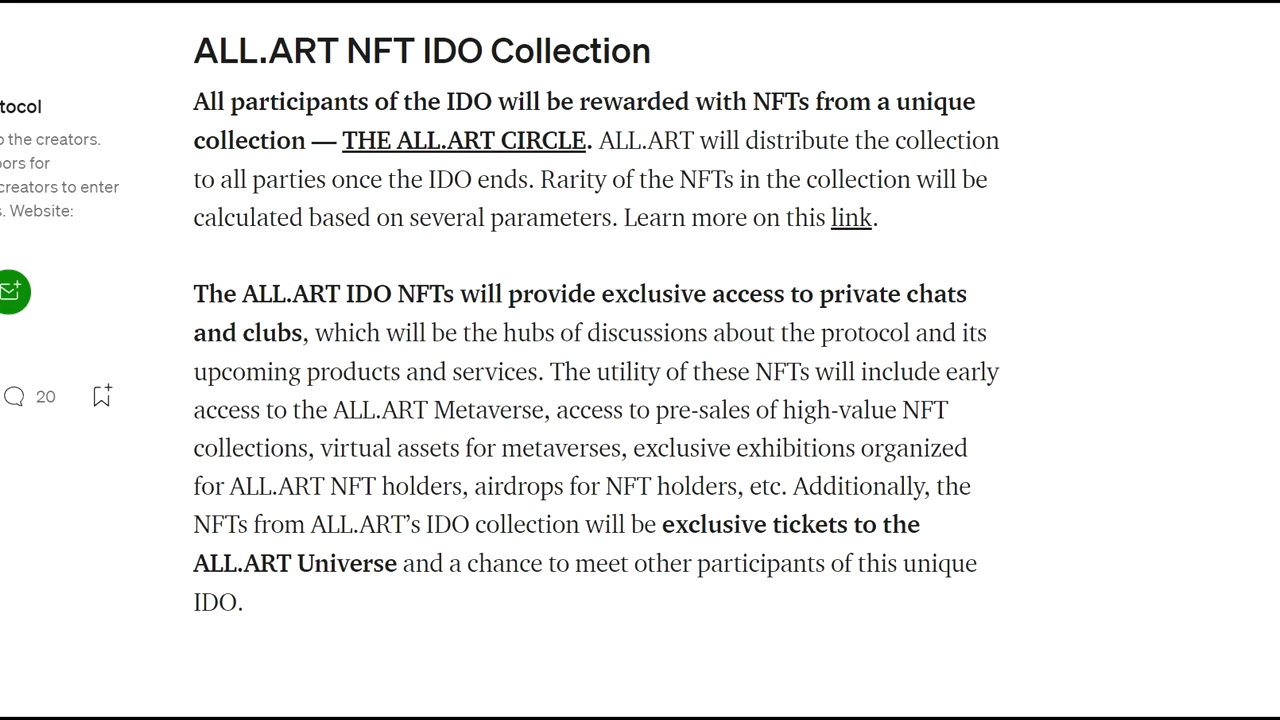 ALL.ART NFT IDO Collection
tocol
All participants of the IDO will be rewarded with NFTs from a unique
o the creators.
collection — THE ALL.ART CIRCLE. ALL.ART will distribute the collection
oors for
to all parties once the IDO ends. Rarity of the NFTs in the collection will be
creators to enter
s. Website:
calculated based on several parameters. Learn more on this link.
The ALL.ART IDO NFTs will provide exclusive access to private chats
and clubs, which will be the hubs of discussions about the protocol and its
upcoming products and services. The utility of these NFTs will include early
20
access to the ALL.ART Metaverse, access to pre-sales of high-value NFT
collections, virtual assets for metaverses, exclusive exhibitions organized
for ALL.ART NFT holders, airdrops for NFT holders, etc. Additionally, the
NFTs from ALL.ART’s IDO collection will be exclusive tickets to the
ALL.ART Universe and a chance to meet other participants of this unique
IDO.